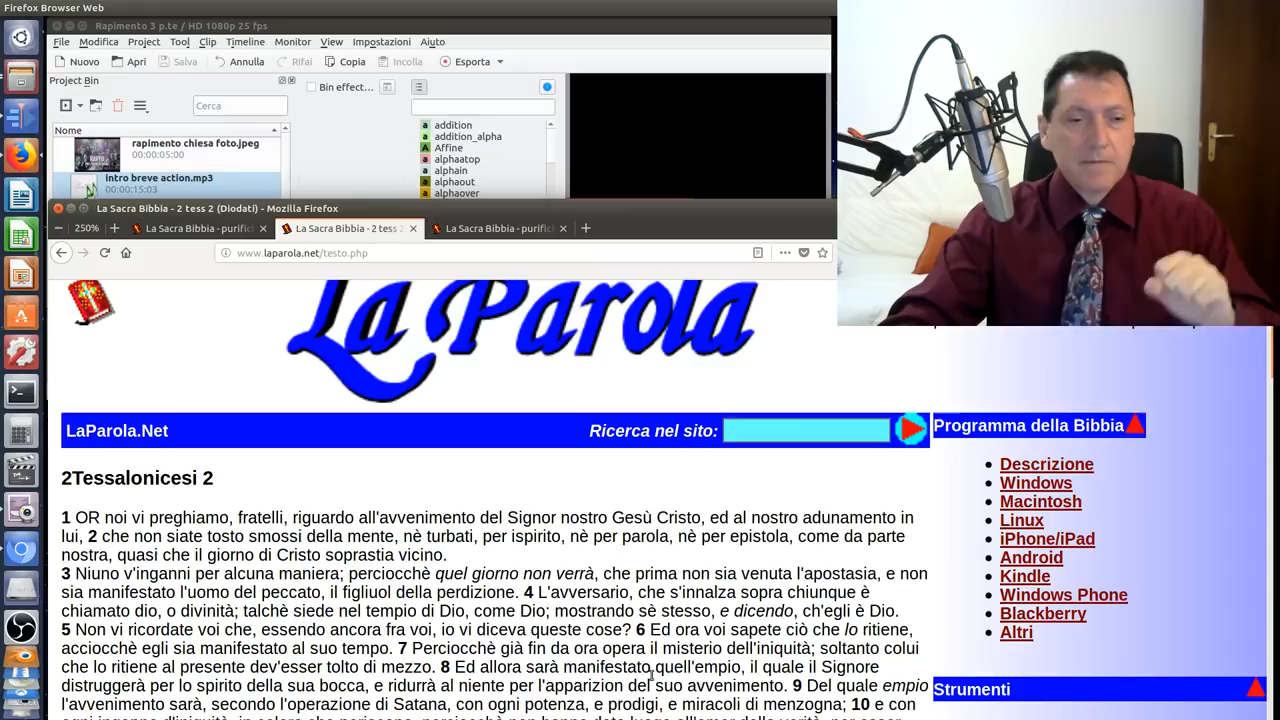 Firefox Browser Web
Rapimento 3 p.te / HD 1080p 25 fps
File Modifica Project Tool Clip Timeline Monitor View Impostazioni Aiuto
Nuovo Apri Salva Annulla Rifai Copia Incolla Esporta
Project Bin
Bin effect…
Cerca
Nome
rapimento chiesa foto.jpeg
00:00:05:00
intro breve action.mp3
00:00:15:03
addition
addition_alpha
Affine
alphaatop
alphain
alphaout
alphaover
La Sacra Bibbia - 2 tess 2 (Diodati) - Mozilla Firefox
250% La Sacra Bibbia - purific La Sacra Bibbia - 2 tess 2 La Sacra Bibbia - purific
www.laparola.net/testo.php
La Parola
LaParola.Net Ricerca nel sito:
2Tessalonicesi 2
1 OR noi vi preghiamo, fratelli, riguardo all'avvenimento del Signor nostro Gesù Cristo, ed al nostro adunamento in
lui, 2 che non siate tosto smossi della mente, nè turbati, per ispirito, nè per parola, nè per epistola, come da parte
nostra, quasi che il giorno di Cristo soprastia vicino.
3 Niuno v'inganni per alcuna maniera; perciocchè quel giorno non verrà, che prima non sia venuta l'apostasia, e non
sia manifestato l'uomo del peccato, il figliuol della perdizione. 4 L'avversario, che s'innalza sopra chiunque è
chiamato dio, o divinità; talchè siede nel tempio di Dio, come Dio; mostrando sè stesso, e dicendo, ch'egli è Dio.
5 Non vi ricordate voi che, essendo ancora fra voi, io vi diceva queste cose? 6 Ed ora voi sapete ciò che lo ritiene,
acciocchè egli sia manifestato al suo tempo. 7 Perciocchè già fin da ora opera il misterio dell'iniquità; soltanto colui
che lo ritiene al presente dev'esser tolto di mezzo. 8 Ed allora sarà manifestato quell'empio, il quale il Signore
distruggerà per lo spirito della sua bocca, e ridurrà al niente per l'apparizion del suo avvenimento. 9 Del quale empio
l'avvenimento sarà, secondo l'operazione di Satana, con ogni potenza, e prodigi, e miracoli di menzogna; 10 e con
Programma della Bibbia
Descrizione
Windows
Macintosh
Linux
iPhone/iPad
Android
Kindle
Windows Phone
Blackberry
Altri
Strumenti